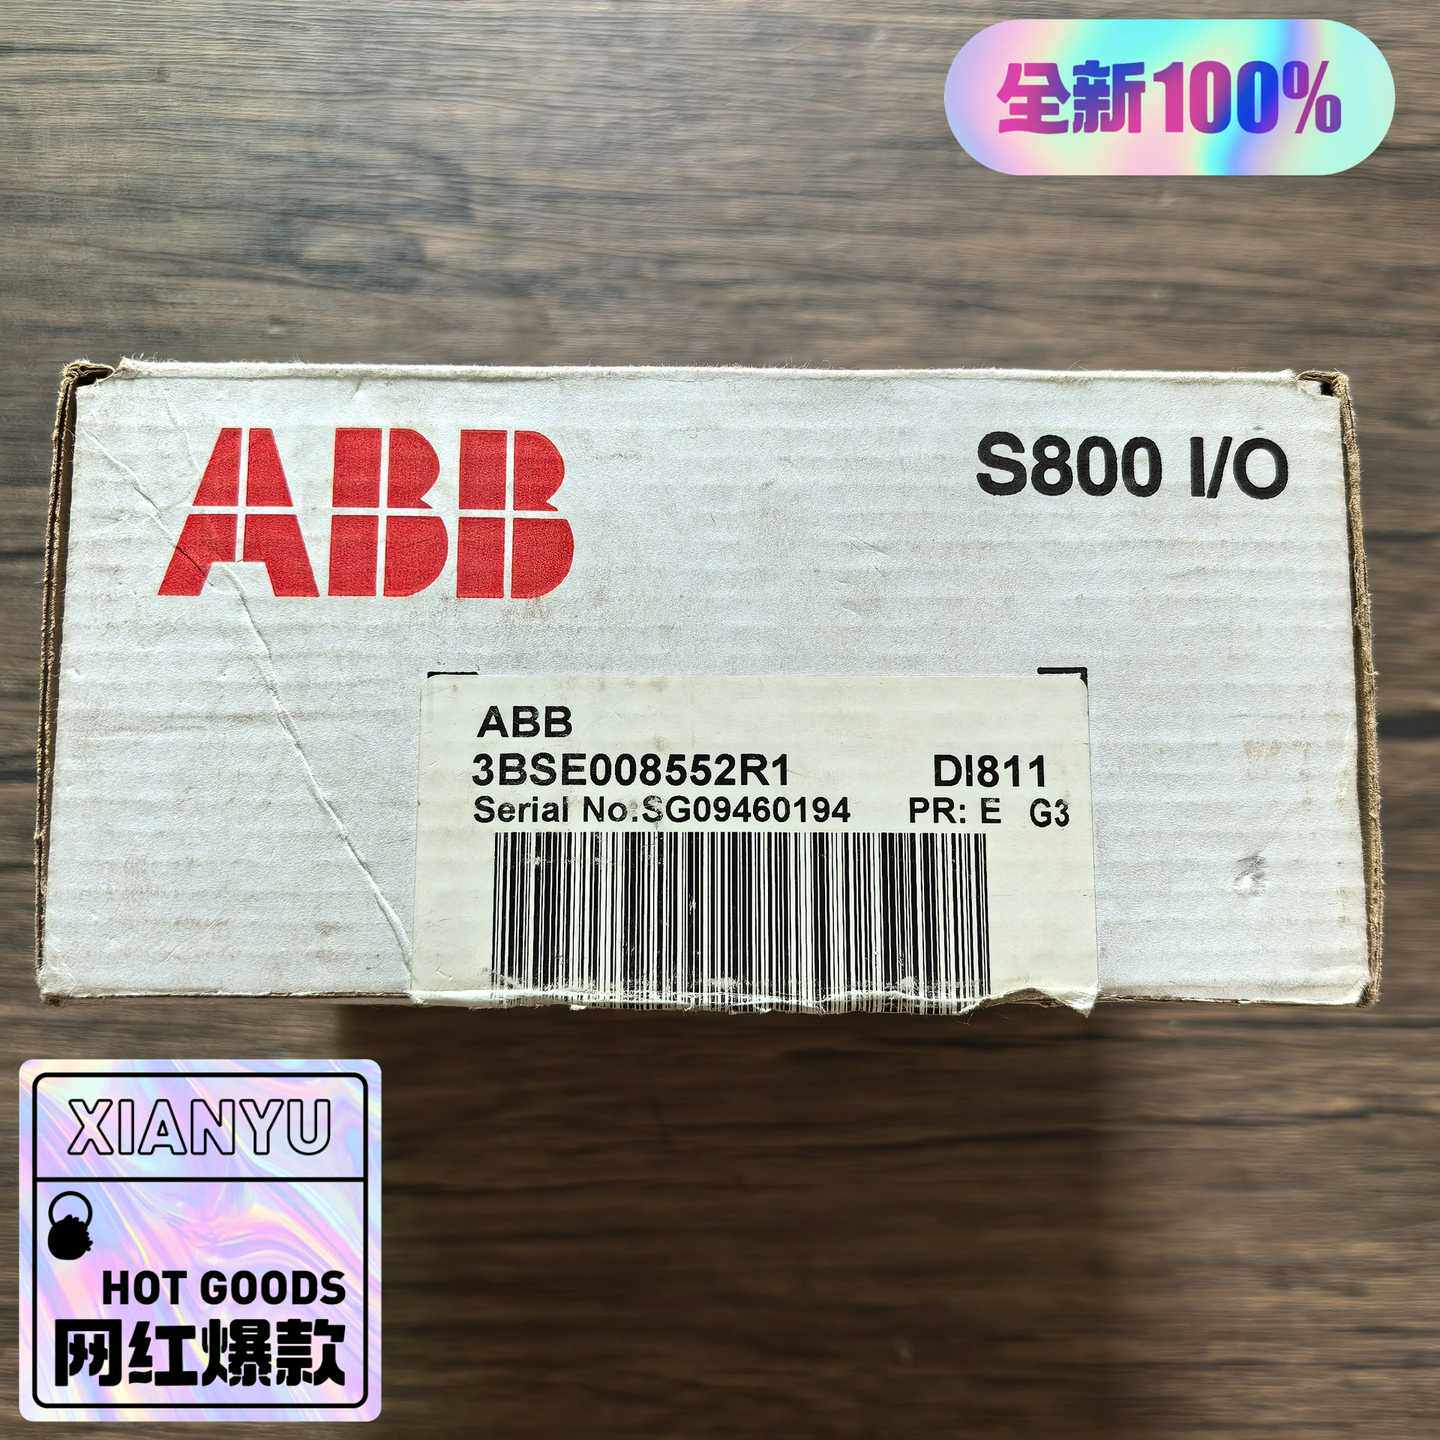 全新100%
ABB
S800 I/O
ABB
3BSE008552R1 DI811
Serial No:SG09460194 PR: E G3
XIANYU
HOT GOODS
网红爆款